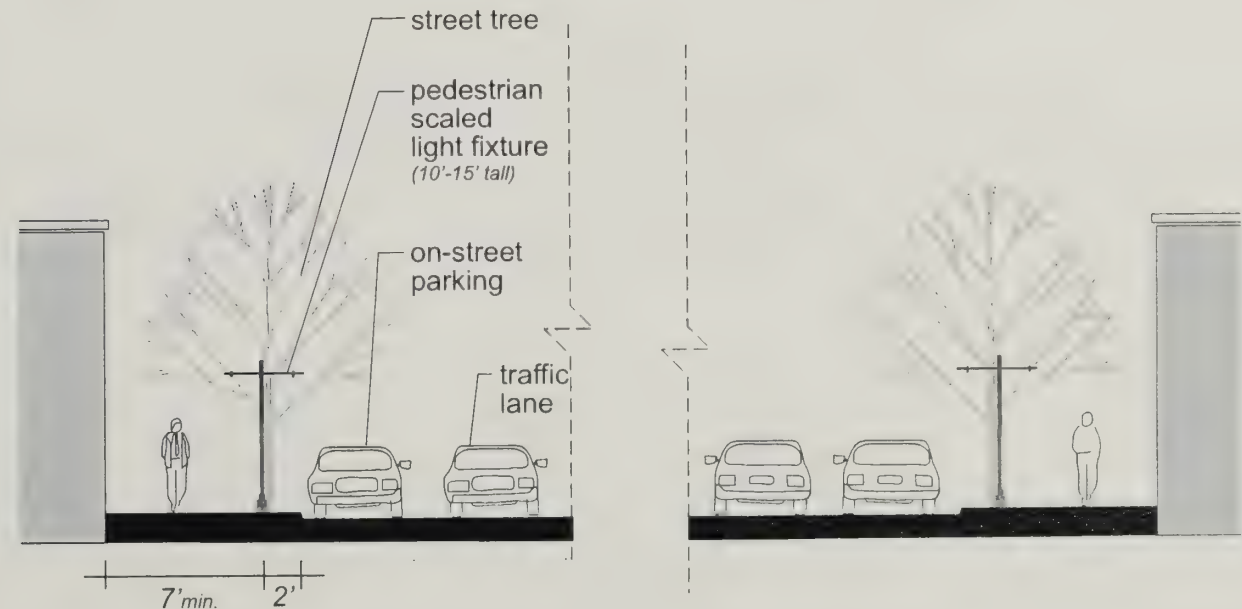 street tree
pedestrian
scaled
light fixture
(10'-15' tall)
on-street
parking
traffic
lane
7'min.
2'